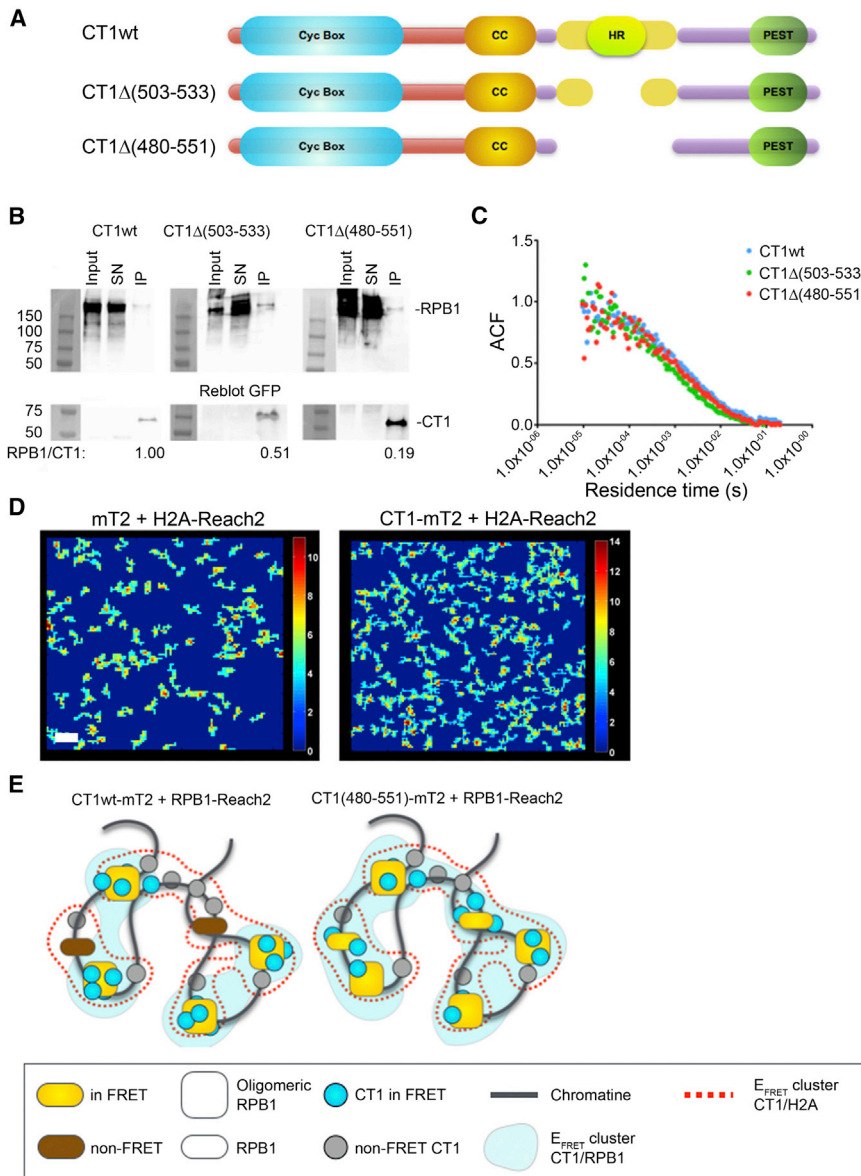 A
CT1wt
Cyc Box
CC
HR
PEST
CT1Δ(503-533)
Cyc Box
CC
PEST
CT1Δ(480-551)
Cyc Box
CC
PEST
B
CT1wt
CT1Δ(503-533)
CT1Δ(480-551)
Input
SN
IP
Input
SN
IP
Input
SN
IP
150
100
75
50
-RPB1
Reblot GFP
75
50
-CT1
RPB1/CT1:
1.00
0.51
0.19
C
1.5
1.0
0.5
0.0
ACF
CT1wt
CT1Δ(503-533)
CT1Δ(480-551)
1.0x10-06
1.0x10-05
1.0x10-04
1.0x10-03
1.0x10-02
1.0x10-01
1.0x10-00
Residence time (s)
D
mT2 + H2A-Reach2
10
8
6
4
2
0
CT1-mT2 + H2A-Reach2
14
12
10
8
6
4
2
0
E
CT1wt-mT2 + RPB1-Reach2
CT1(480-551)-mT2 + RPB1-Reach2
in FRET
Oligomeric
RPB1
CT1 in FRET
Chromatine
EFRET cluster
CT1/H2A
non-FRET
RPB1
non-FRET CT1
EFRET cluster
CT1/RPB1